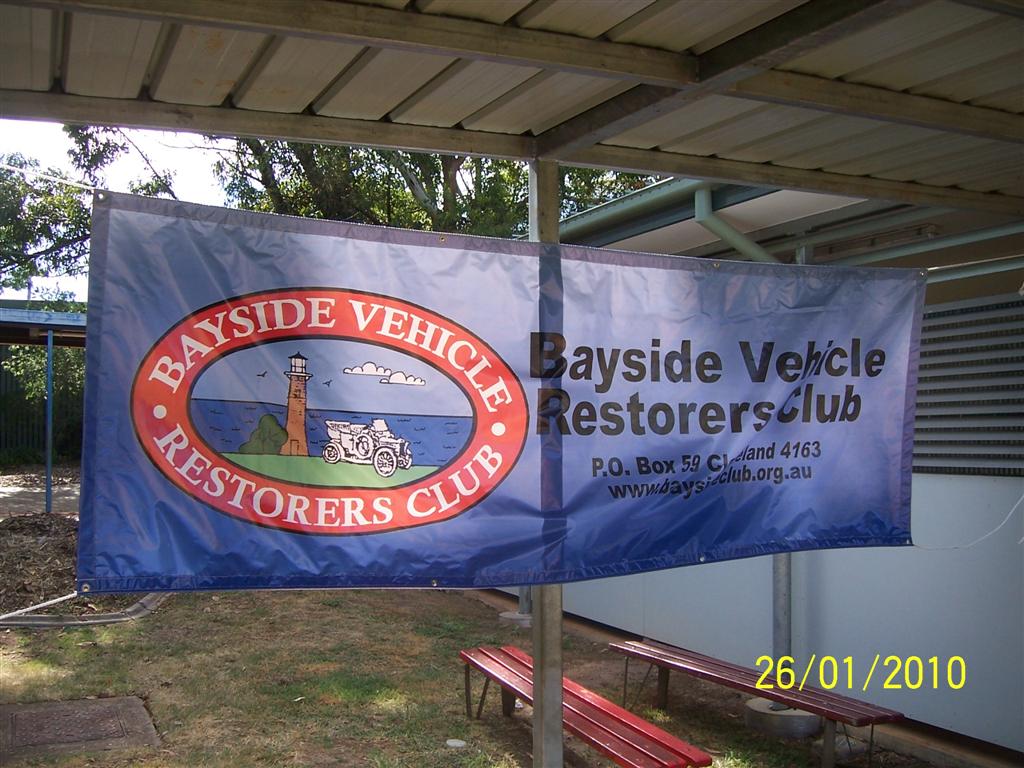 BAYSIDE VEHICLE
RESTORERS CLUB
Bayside Vehicle
Restorers Club
P.O. Box 59 4163
26/01/2010